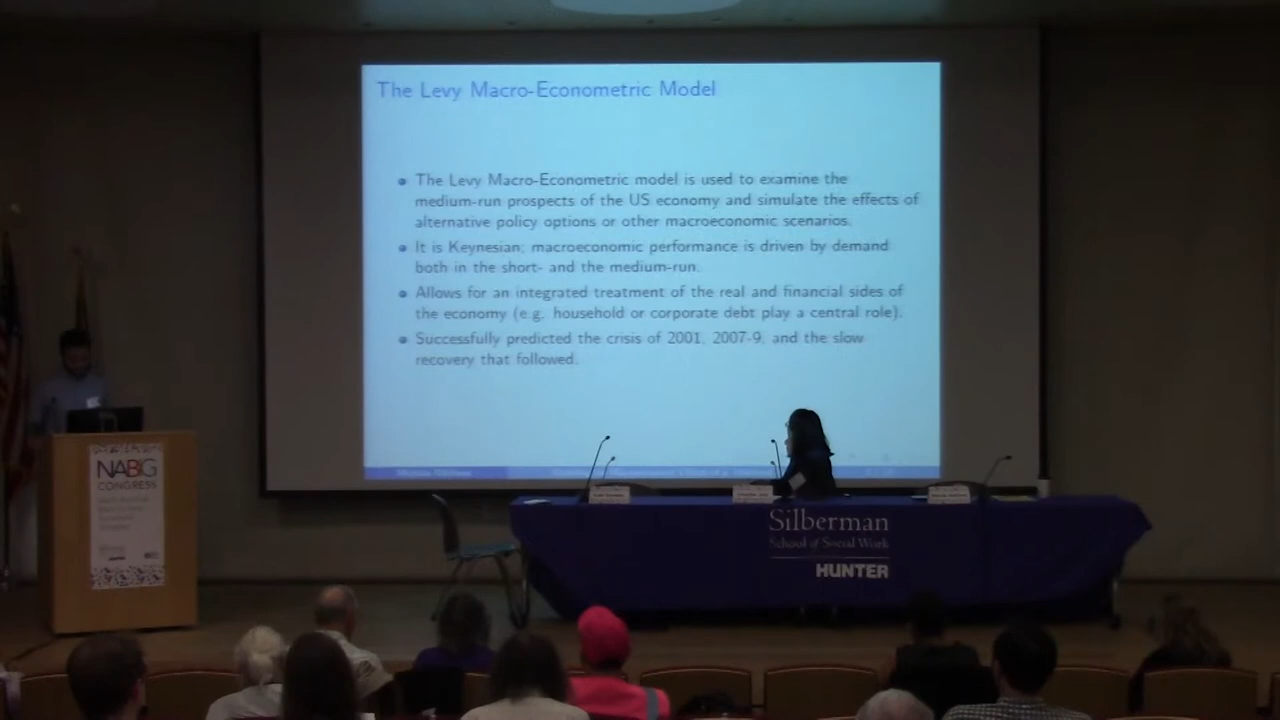 The Levy Macro-Econometric Model
The Levy Macro-Econometric model is used to examine the
medium-run prospects of the US economy and simulate the effects of
alternative policy options or other macroeconomic scenarios.
It is Keynesian: macroeconomic performance is driven by demand
both in the short- and the medium-run.
Allows for an integrated treatment of the real and financial sides of
the economy (e.g. household or corporate debt play a central role).
Successfully predicted the crisis of 2001, 2007-9, and the slow
recovery that followed.
NABIG
CONGRESS
Silberman
School of Social Work
HUNTER